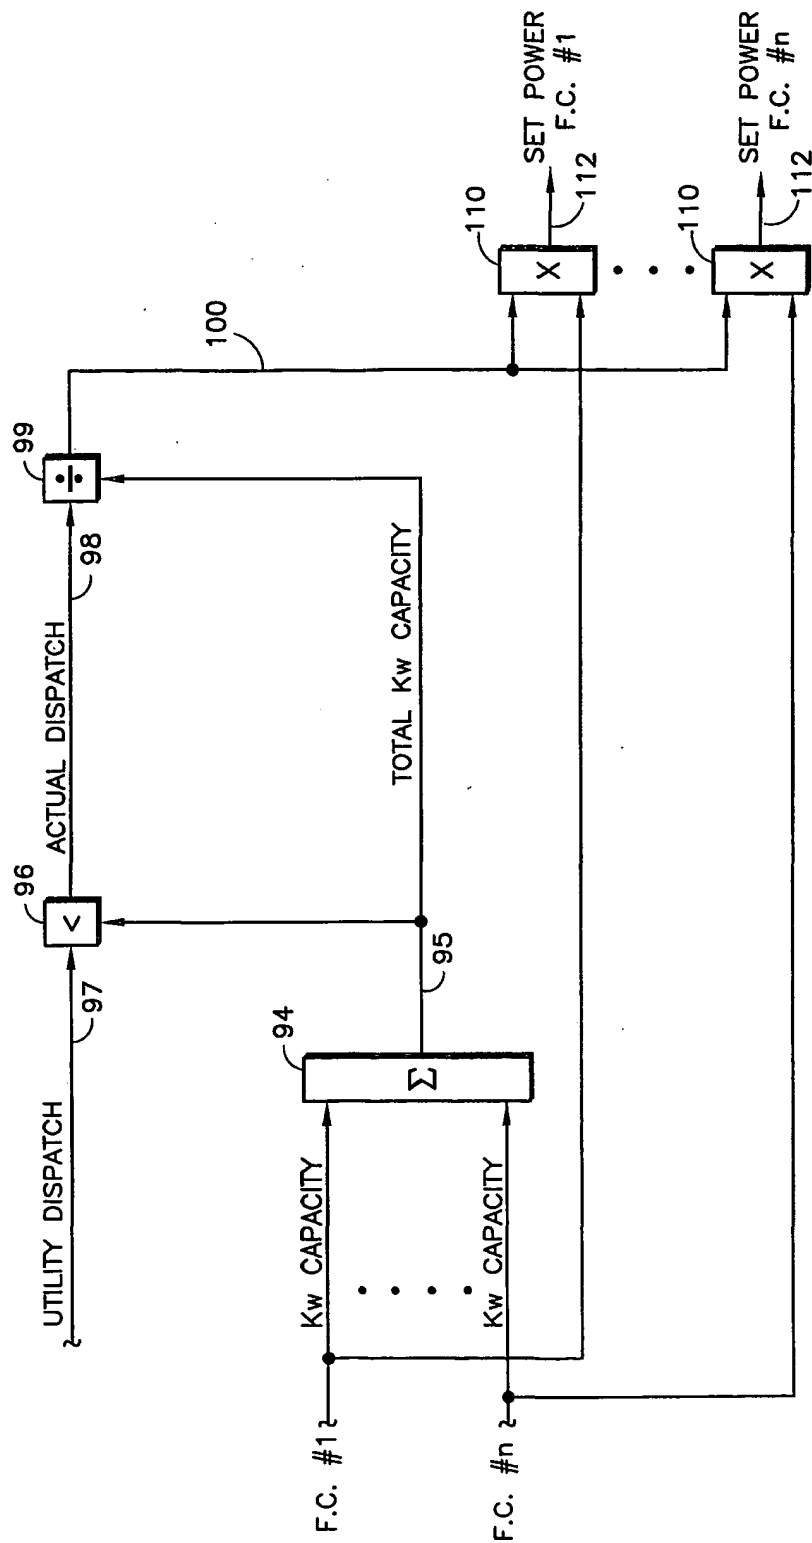 UTILITY DISPATCH
97
96
<
ACTUAL DISPATCH
98
99
÷
100
F.C. #1
Kw CAPACITY
F.C. #n
Kw CAPACITY
94
Σ
95
TOTAL Kw CAPACITY
110
X
112
SET POWER
F.C. #1
110
X
112
SET POWER
F.C. #n